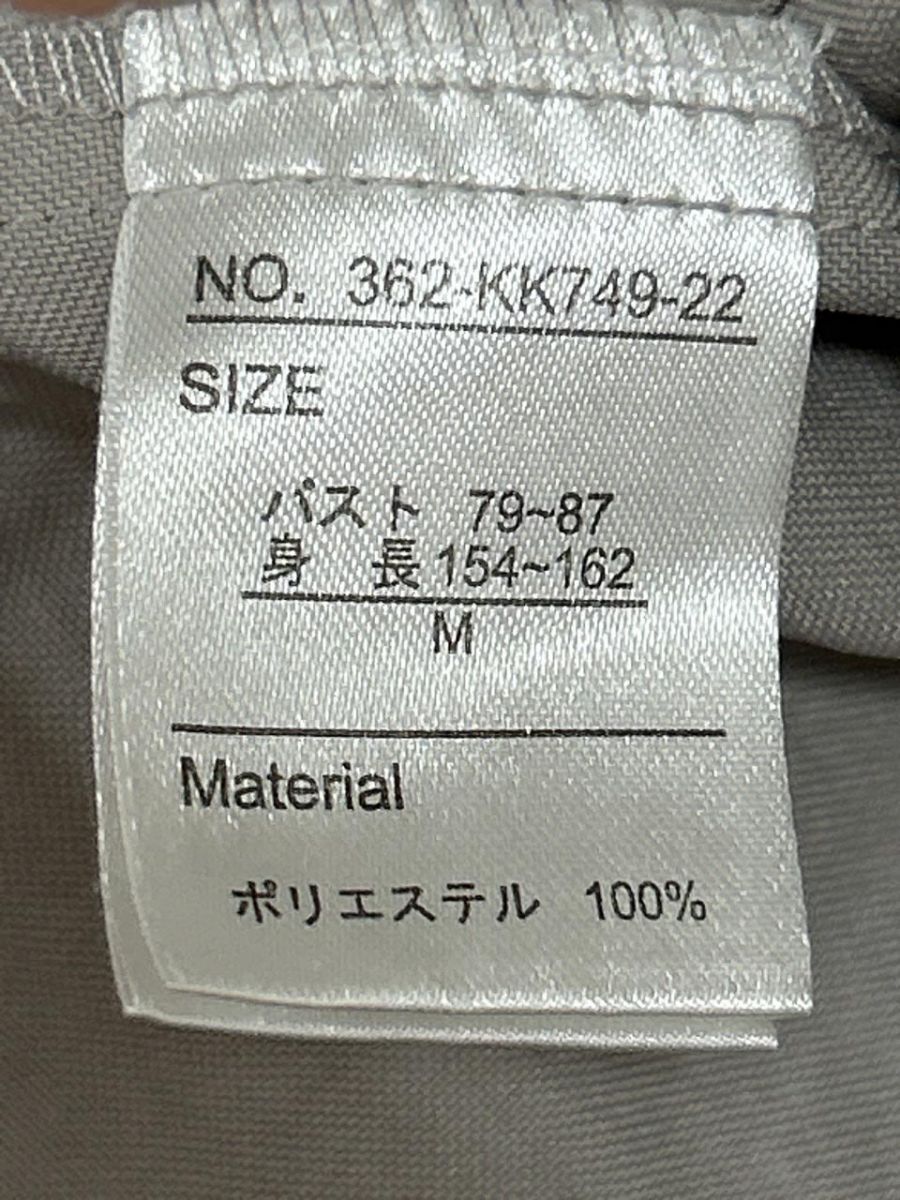 NO. 362-KK749-22
SIZE
バスト 79~87
身 長 154~162
M
Material
ポリエステル 100%